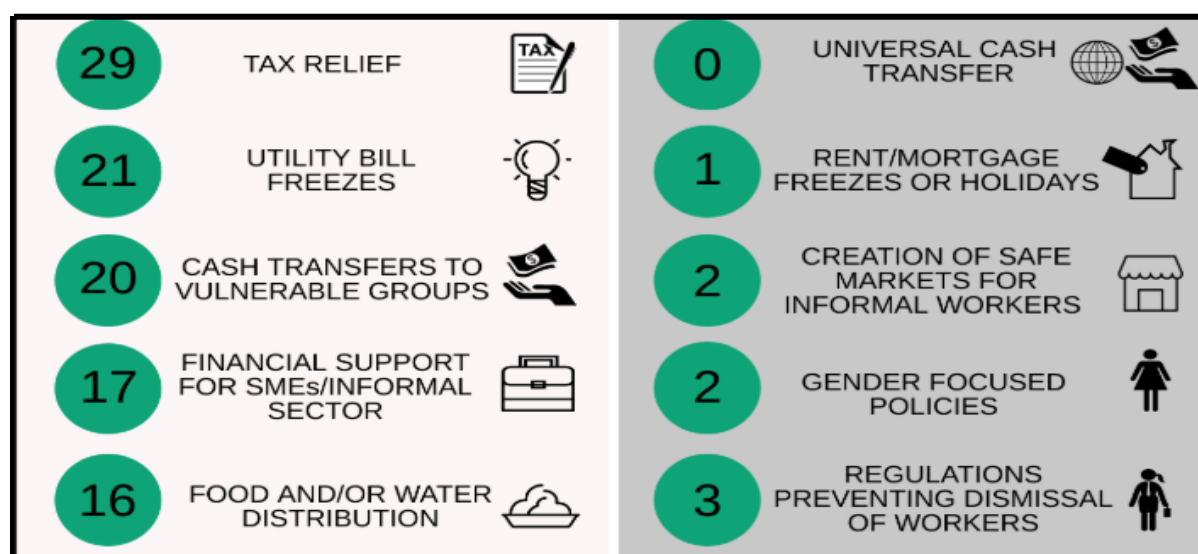 29
TAX RELIEF
TAX
21
UTILITY BILL
FREEZES
20
CASH TRANSFERS TO
VULNERABLE GROUPS
17
FINANCIAL SUPPORT
FOR SMEs/INFORMAL
SECTOR
16
FOOD AND/OR WATER
DISTRIBUTION
0
UNIVERSAL CASH
TRANSFER
1
RENT/MORTGAGE
FREEZES OR HOLIDAYS
2
CREATION OF SAFE
MARKETS FOR
INFORMAL WORKERS
2
GENDER FOCUSED
POLICIES
3
REGULATIONS
PREVENTING DISMISSAL
OF WORKERS